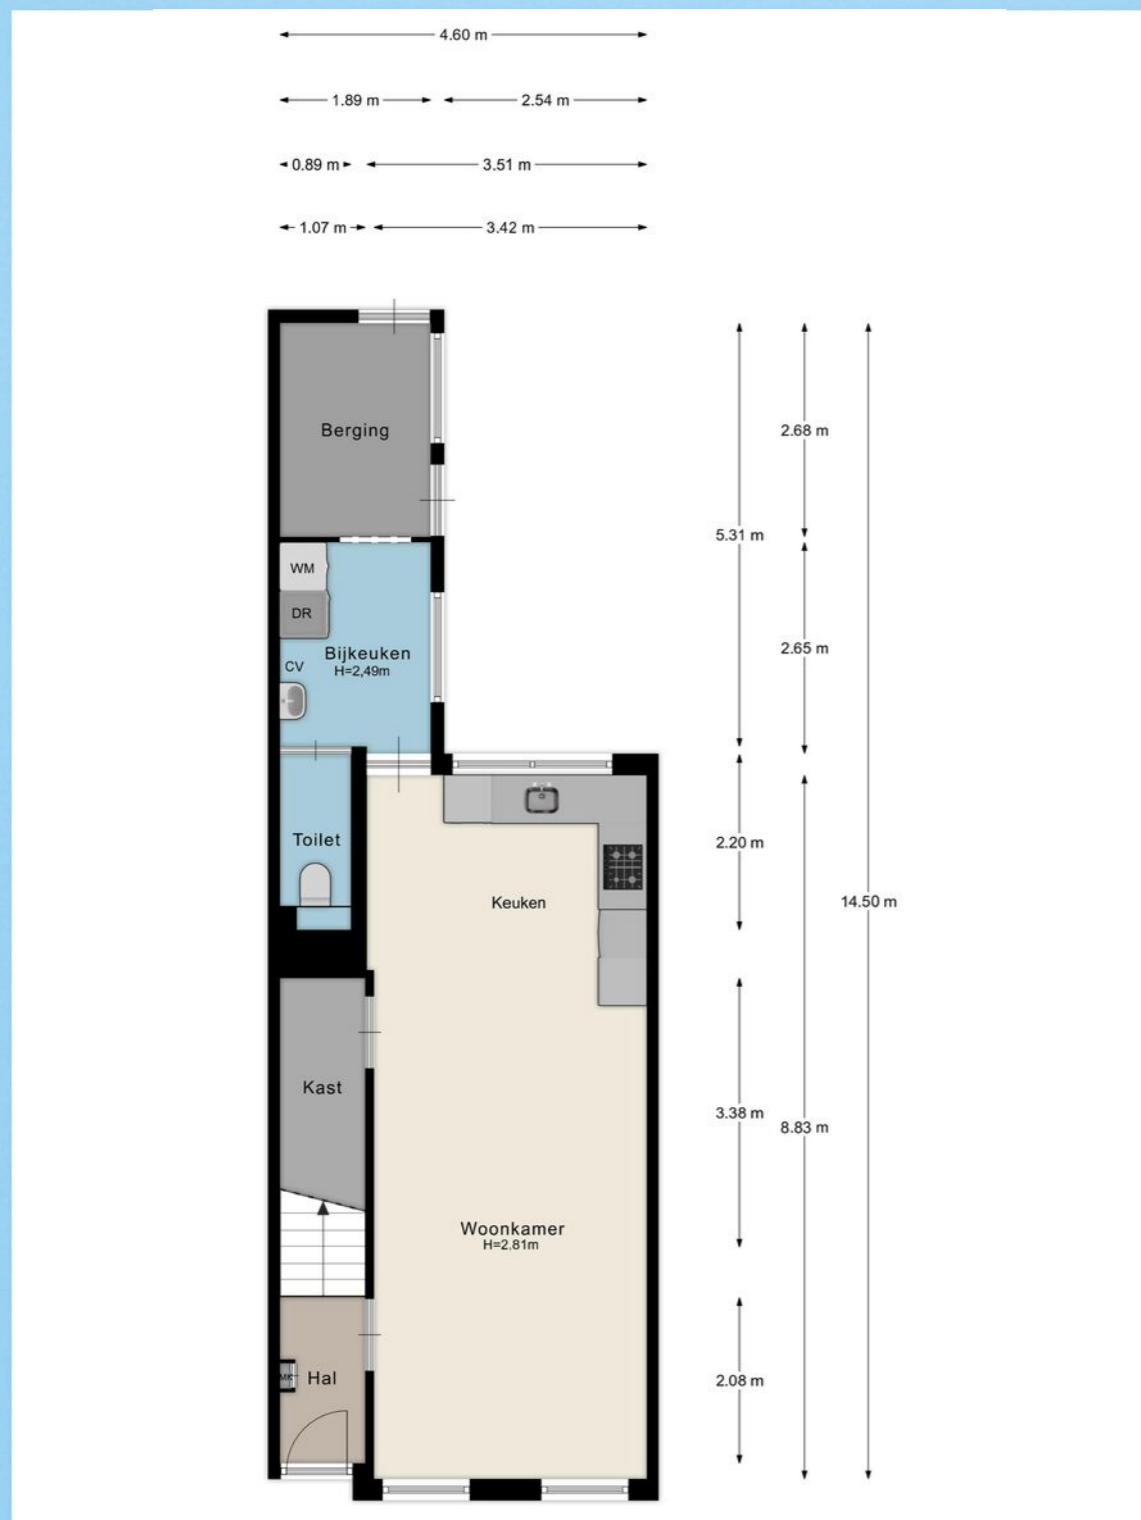 4.60 m
1.89 m
2.54 m
0.89 m
3.51 m
1.07 m
3.42 m
Berging
2.68 m
5.31 m
WM
DR
Bijkeuken
H=2,49m
CV
2.65 m
Toilet
2.20 m
Keuken
14.50 m
Kast
3.38 m
8.83 m
Woonkamer
H=2.81m
MK
Hal
2.08 m